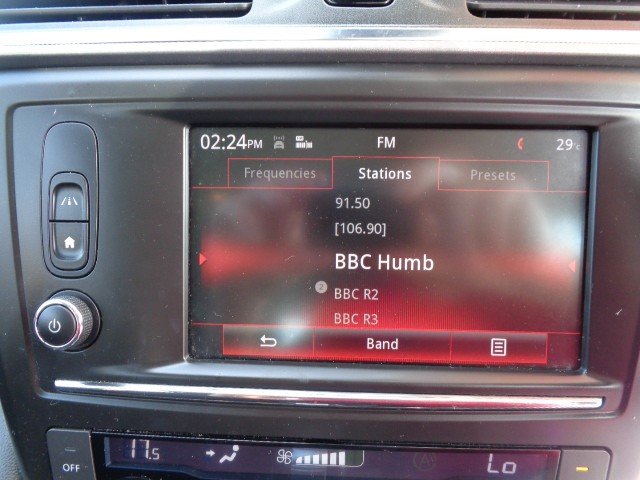 02:24PM FM 29°C
Frequencies Stations Presets
91.50
[106.90]
BBC Humb
2 BBC R2
BBC R3
Band
OFF 17.5 Lo